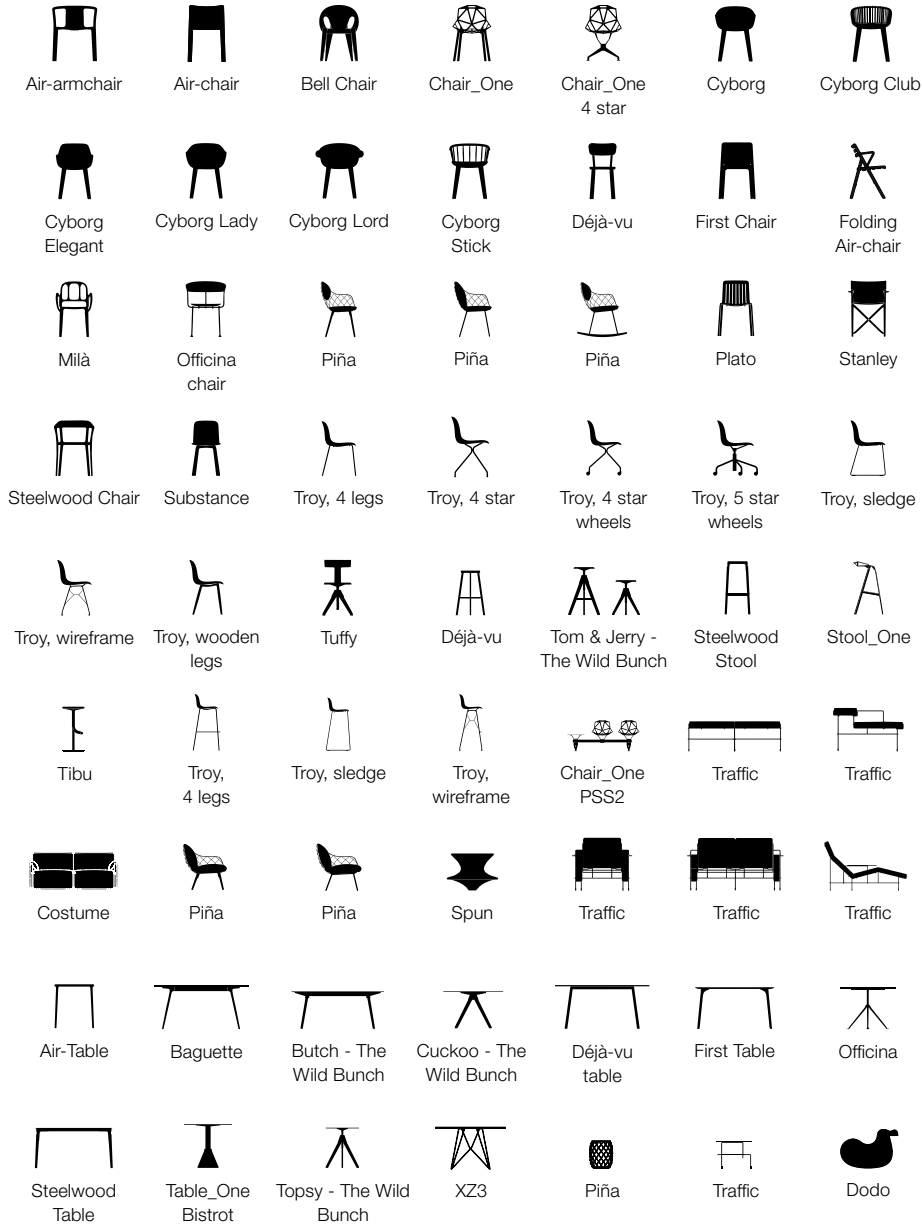 Air-armchair
Air-chair
Bell Chair
Chair_One
Chair_One
4 star
Cyborg
Cyborg Club
Cyborg
Elegant
Cyborg Lady
Cyborg Lord
Cyborg
Stick
Déjà-vu
First Chair
Folding
Air-chair
Milà
Officina
chair
Piña
Piña
Piña
Plato
Stanley
Steelwood Chair
Substance
Troy, 4 legs
Troy, 4 star
Troy, 4 star
wheels
Troy, 5 star
wheels
Troy, sledge
Troy, wireframe
Troy, wooden
legs
Tuffy
Déjà-vu
Tom & Jerry -
The Wild Bunch
Steelwood
Stool
Stool_One
Tibu
Troy,
4 legs
Troy, sledge
Troy,
wireframe
Chair_One
PSS2
Traffic
Traffic
Costume
Piña
Piña
Spun
Traffic
Traffic
Traffic
Air-Table
Baguette
Butch - The
Wild Bunch
Cuckoo - The
Wild Bunch
Déjà-vu
table
First Table
Officina
Steelwood
Table
Table_One
Bistrot
Topsy - The Wild
Bunch
XZ3
Piña
Traffic
Dodo